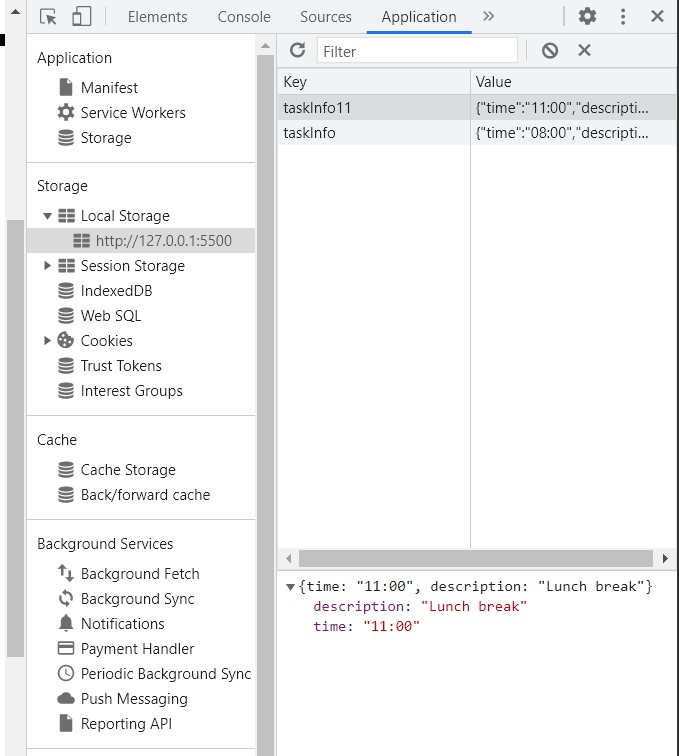 Elements Console Sources Application
Application
Manifest
Service Workers
Storage
Storage
Local Storage
http://127.0.0.1:5500
Session Storage
IndexedDB
Web SQL
Cookies
Trust Tokens
Interest Groups
Cache
Cache Storage
Back/forward cache
Background Services
Background Fetch
Background Sync
Notifications
Payment Handler
Periodic Background Sync
Push Messaging
Reporting API
Filter
Key Value
taskInfo11 {"time":"11:00","descripti...
taskInfo {"time":"08:00","descripti...
{time: "11:00", description: "Lunch break"}
description: "Lunch break"
time: "11:00"